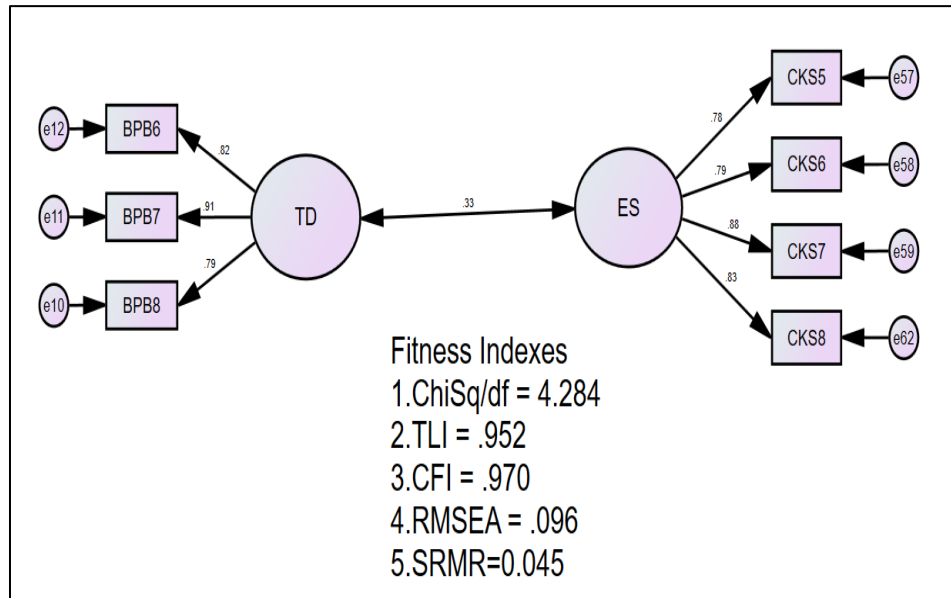 e12
BPB6
.82
e11
BPB7
.91
e10
BPB8
.79
TD
.33
ES
.78
CKS5
e57
.79
CKS6
e58
.88
CKS7
e59
.83
CKS8
e62
Fitness Indexes
1.ChiSq/df = 4.284
2.TLI = .952
3.CFI = .970
4.RMSEA = .096
5.SRMR=0.045